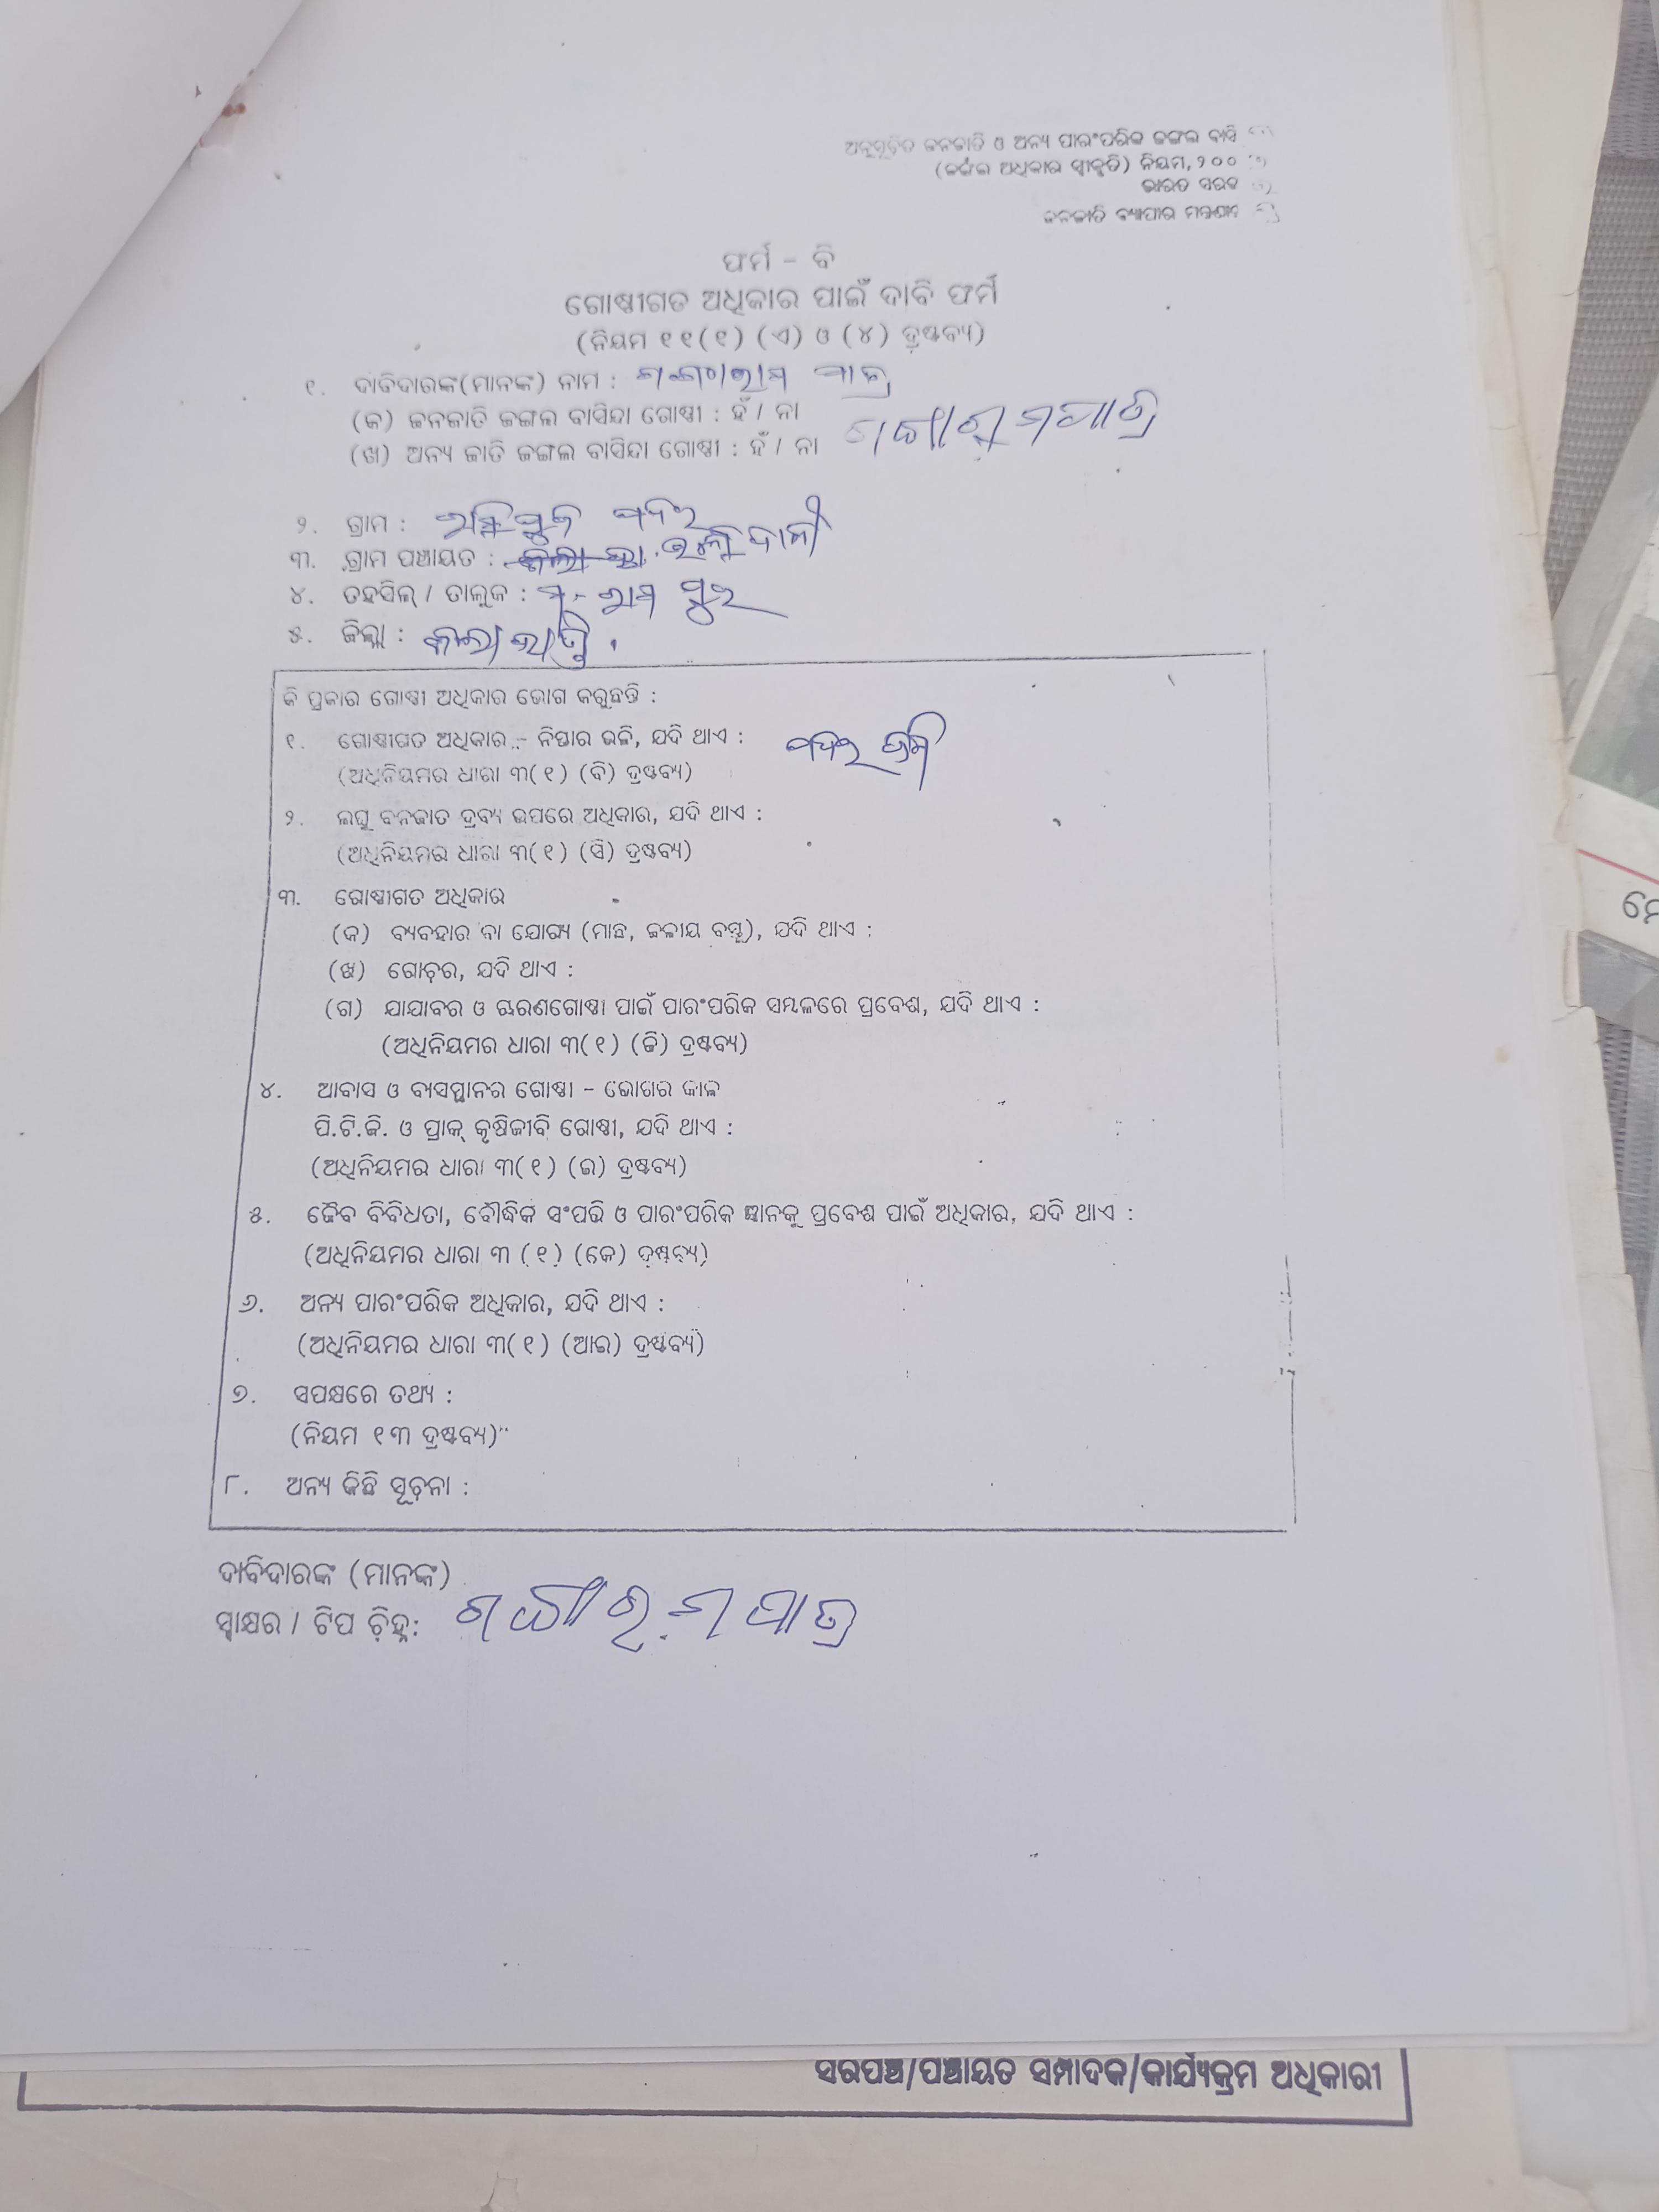 ଅନୁସୂଚିତ ଜନଜାତି ଓ ଅନ୍ୟ ପାରଂପରିକ ଜଙ୍ଗଲ ବାସି
(ଜଙ୍ଗଲ ଅଧିକାର ସ୍ୱୀକୃତି) ନିୟମ, ୨୦୦
ଭାରତ ସରକ
ଜନଜାତି ବ୍ୟାପାର ମନ୍ତ୍ରଣାଳ
ଫର୍ମ - ବି
ଗୋଷ୍ଠୀଗତ ଅଧିକାର ପାଇଁ ଦାବି ଫର୍ମ
(ନିୟମ ୧୧(୧) (ଏ) ଓ (୪) ଦ୍ରଷ୍ଟବ୍ୟ)
୧. ଦାବିଦାରଙ୍କ(ମାନଙ୍କ) ନାମ : ଗଙ୍ଗାରାମ ପାତ୍ର
(କ) ଜନଜାତି ଜଙ୍ଗଲ ବାସିନ୍ଦା ଗୋଷ୍ଠୀ : ହଁ / ନା
(ଖ) ଅନ୍ୟ ଜାତି ଜଙ୍ଗଲ ବାସିନ୍ଦା ଗୋଷ୍ଠୀ : ହଁ / ନା
୨. ଗ୍ରାମ :
୩. ଗ୍ରାମ ପଞ୍ଚାୟତ :
୪. ତହସିଲ୍ / ତାଲୁକ : ମ.ରାମପୁର
୫. ଜିଲ୍ଲା : କଳାହାଣ୍ଡି
କି ପ୍ରକାର ଗୋଷ୍ଠୀ ଅଧିକାର ଭୋଗ କରୁଛନ୍ତି :
୧. ଗୋଷ୍ଠୀଗତ ଅଧିକାର - ନିସ୍ତାର ଭଳି, ଯଦି ଥାଏ :
(ଅଧିନିୟମର ଧାରା ୩(୧) (ବି) ଦ୍ରଷ୍ଟବ୍ୟ)
୨. ଲଘୁ ବନଜାତ ଦ୍ରବ୍ୟ ଉପରେ ଅଧିକାର, ଯଦି ଥାଏ :
(ଅଧିନିୟମର ଧାରା ୩(୧) (ସି) ଦ୍ରଷ୍ଟବ୍ୟ)
୩. ଗୋଷ୍ଠୀଗତ ଅଧିକାର
(କ) ବ୍ୟବହାର ବା ଯୋଗ୍ୟ (ମାଛ, ଜଳୀୟ ବସ୍ତୁ), ଯଦି ଥାଏ :
(ଖ) ଗୋଚ଼ର, ଯଦି ଥାଏ :
(ଗ) ଯାଯାବର ଓ ଚାରଣଗୋଷ୍ଠୀ ପାଇଁ ପାରଂପରିକ ସମ୍ବଳରେ ପ୍ରବେଶ, ଯଦି ଥାଏ :
(ଅଧିନିୟମର ଧାରା ୩(୧) (ଡି) ଦ୍ରଷ୍ଟବ୍ୟ)
୪. ଆବାସ ଓ ବାସସ୍ଥାନର ଗୋଷ୍ଠୀ - ଭୋଗର କାଳ
ପି.ଟି.ଜି. ଓ ପ୍ରାକ୍ କୃଷିଜୀବି ଗୋଷ୍ଠୀ, ଯଦି ଥାଏ :
(ଅଧିନିୟମର ଧାରା ୩(୧) (ଇ) ଦ୍ରଷ୍ଟବ୍ୟ)
୫. ଜୈବ ବିବିଧତା, ବୌଦ୍ଧିକ ସଂପତ୍ତି ଓ ପାରଂପରିକ ଜ୍ଞାନକୁ ପ୍ରବେଶ ପାଇଁ ଅଧିକାର, ଯଦି ଥାଏ :
(ଅଧିନିୟମର ଧାରା ୩ (୧) (କେ) ଦ୍ରଷ୍ଟବ୍ୟ)
୬. ଅନ୍ୟ ପାରଂପରିକ ଅଧିକାର, ଯଦି ଥାଏ :
(ଅଧିନିୟମର ଧାରା ୩(୧) (ଆଇ) ଦ୍ରଷ୍ଟବ୍ୟ)
୭. ସପକ୍ଷରେ ତଥ୍ୟ :
(ନିୟମ ୧୩ ଦ୍ରଷ୍ଟବ୍ୟ)
୮. ଅନ୍ୟ କିଛି ସୂଚ଼ନା :
ଦାବିଦାରଙ୍କ (ମାନଙ୍କ)
ସ୍ୱାକ୍ଷର / ଟିପ ଚ଼ିହ୍ନ: ଗଙ୍ଗାରାମ ପାତ୍ର
ସରପଞ୍ଚ/ପଞ୍ଚାୟତ ସମ୍ପାଦକ/କାର୍ଯ୍ୟକ୍ରମ ଅଧିକାରୀ